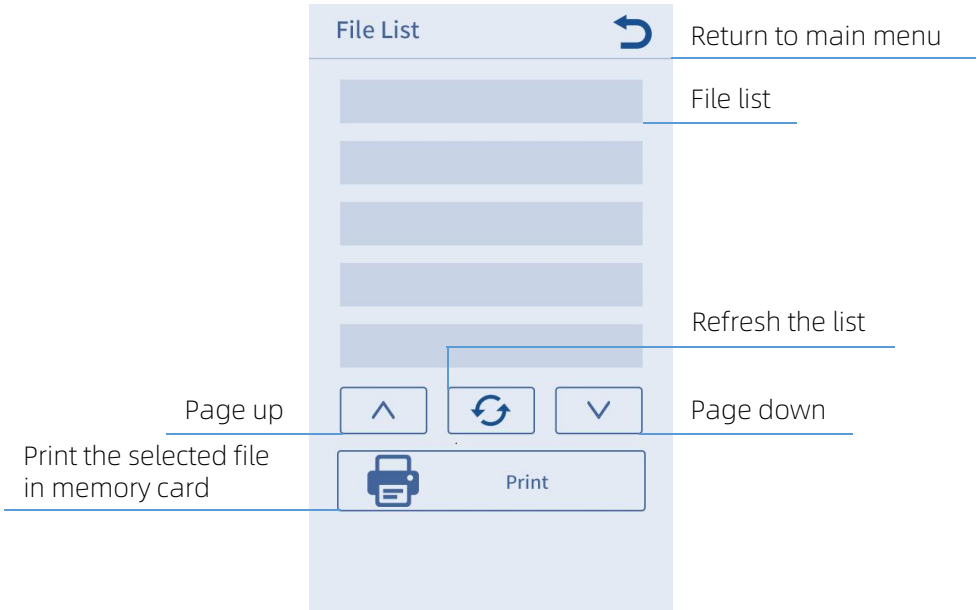 File List
Return to main menu
File list
Refresh the list
Page up
Page down
Print the selected file
in memory card
Print